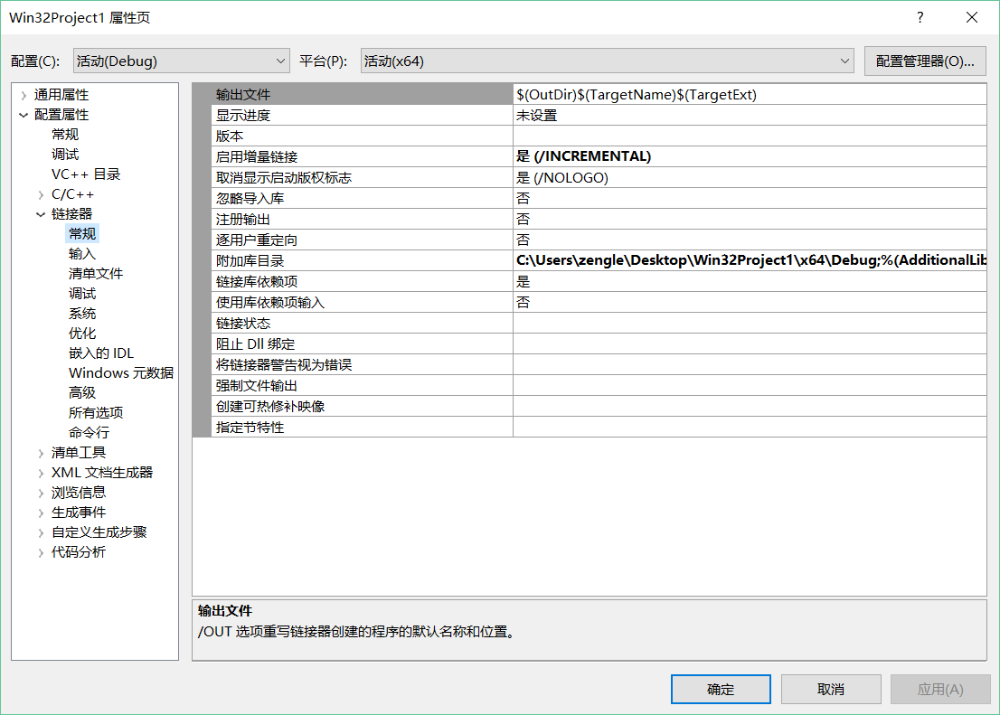 Win32Project1 属性页
配置(C): 活动(Debug) 平台(P): 活动(x64) 配置管理器(O)...
通用属性
配置属性
常规
调试
VC++ 目录
C/C++
链接器
常规
输入
清单文件
调试
系统
优化
嵌入的 IDL
Windows 元数据
高级
所有选项
命令行
清单工具
XML 文档生成器
浏览信息
生成事件
自定义生成步骤
代码分析
输出文件 $(OutDir)$(TargetName)$(TargetExt)
显示进度 未设置
版本
启用增量链接 是 (/INCREMENTAL)
取消显示启动版权标志 是 (/NOLOGO)
忽略导入库 否
注册输出 否
逐用户重定向 否
附加库目录 C:\Users\zengle\Desktop\Win32Project1\x64\Debug;%(AdditionalLib
链接库依赖项 是
使用库依赖项输入 否
链接状态
阻止 Dll 绑定
将链接器警告视为错误
强制文件输出
创建可热修补映像
指定节特性
输出文件
/OUT 选项重写链接器创建的程序的默认名称和位置。
确定 取消 应用(A)